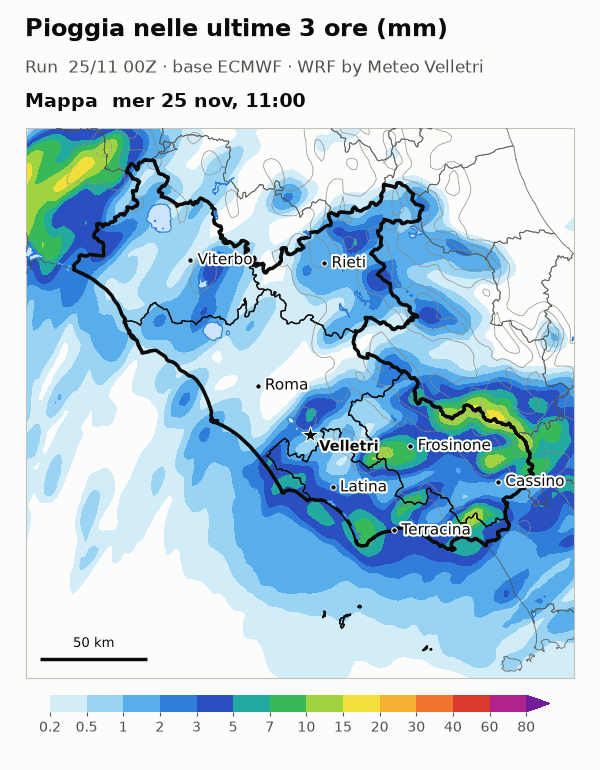 Pioggia nelle ultime 3 ore (mm)
Run  25/11 00Z · base ECMWF · WRF by Meteo Velletri
Mappa  mer 25 nov, 11:00
Viterbo
Rieti
Roma
Velletri
Frosinone
Cassino
Latina
Terracina
50 km
0.2 0.5 1 2 3 5 7 10 15 20 30 40 60 80